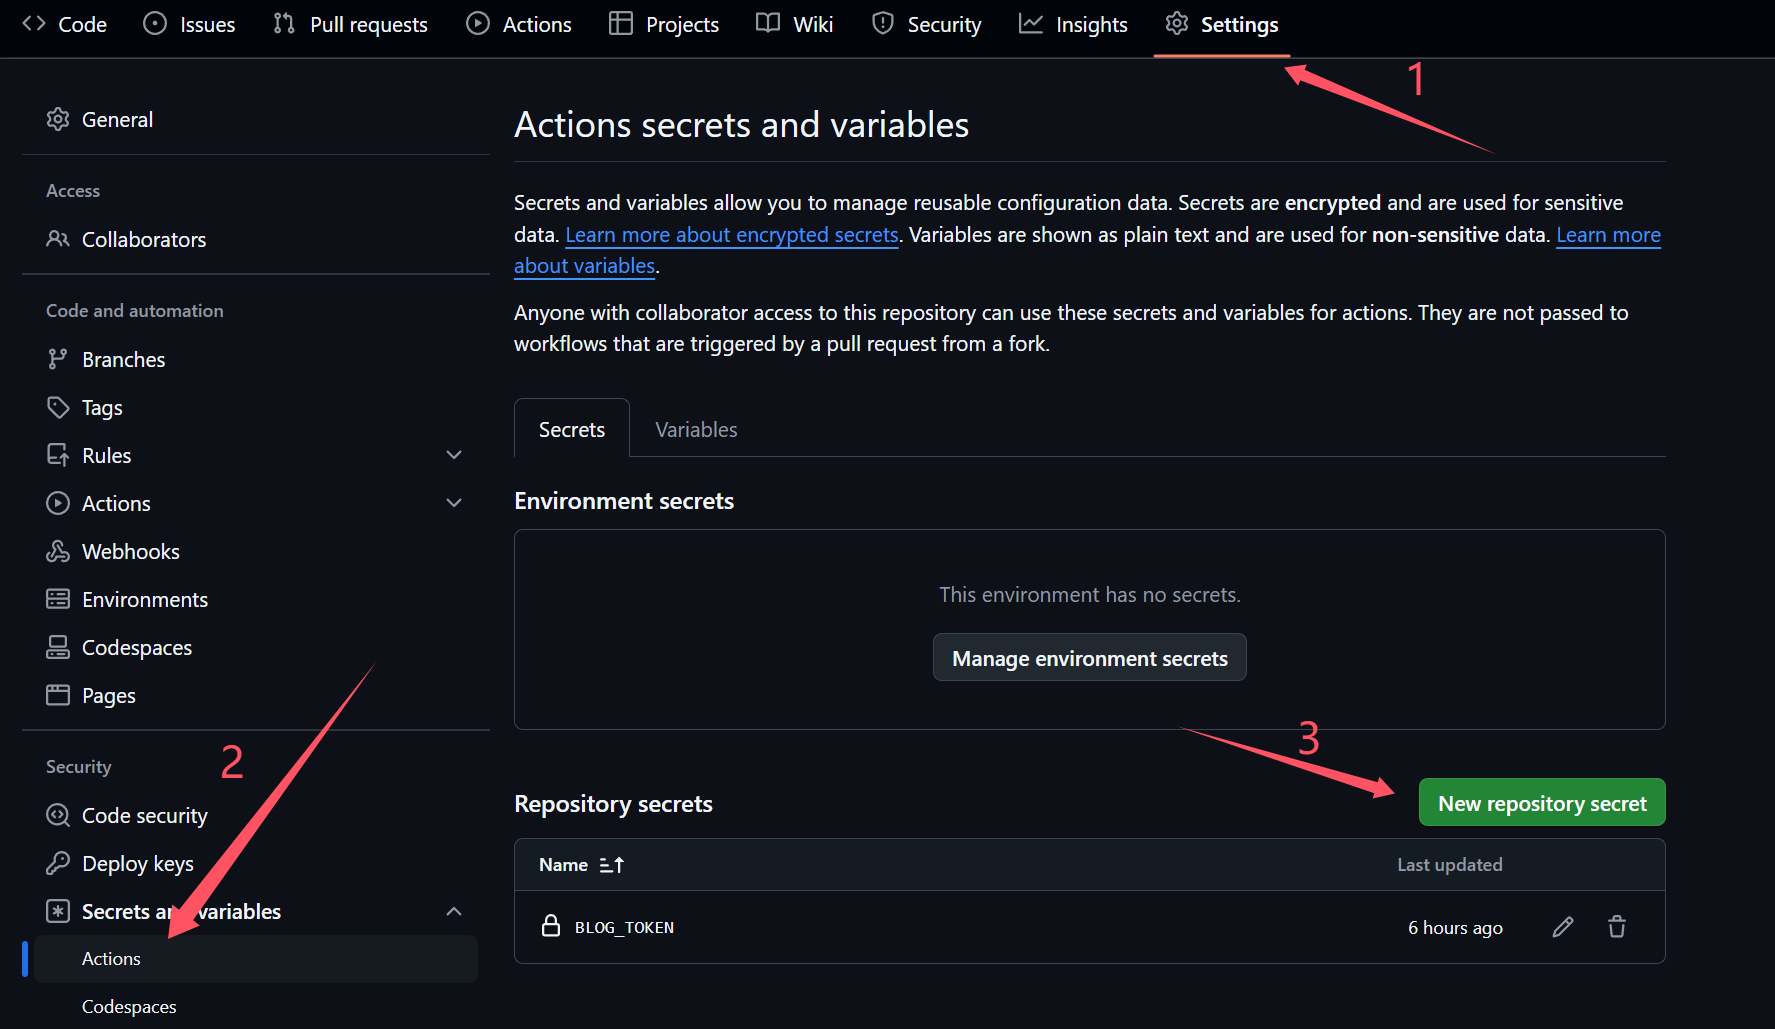 Code Issues Pull requests Actions Projects Wiki Security Insights Settings
1
General
Access
Collaborators
Code and automation
Branches
Tags
Rules
Actions
Webhooks
Environments
Codespaces
Pages
2
Security
Code security
Deploy keys
Secrets and variables
Actions
Codespaces
Actions secrets and variables
Secrets and variables allow you to manage reusable configuration data. Secrets are encrypted and are used for sensitive
data. Learn more about encrypted secrets. Variables are shown as plain text and are used for non-sensitive data. Learn more
about variables.
Anyone with collaborator access to this repository can use these secrets and variables for actions. They are not passed to
workflows that are triggered by a pull request from a fork.
Secrets Variables
Environment secrets
This environment has no secrets.
Manage environment secrets
3
Repository secrets New repository secret
Name Last updated
BLOG_TOKEN 6 hours ago